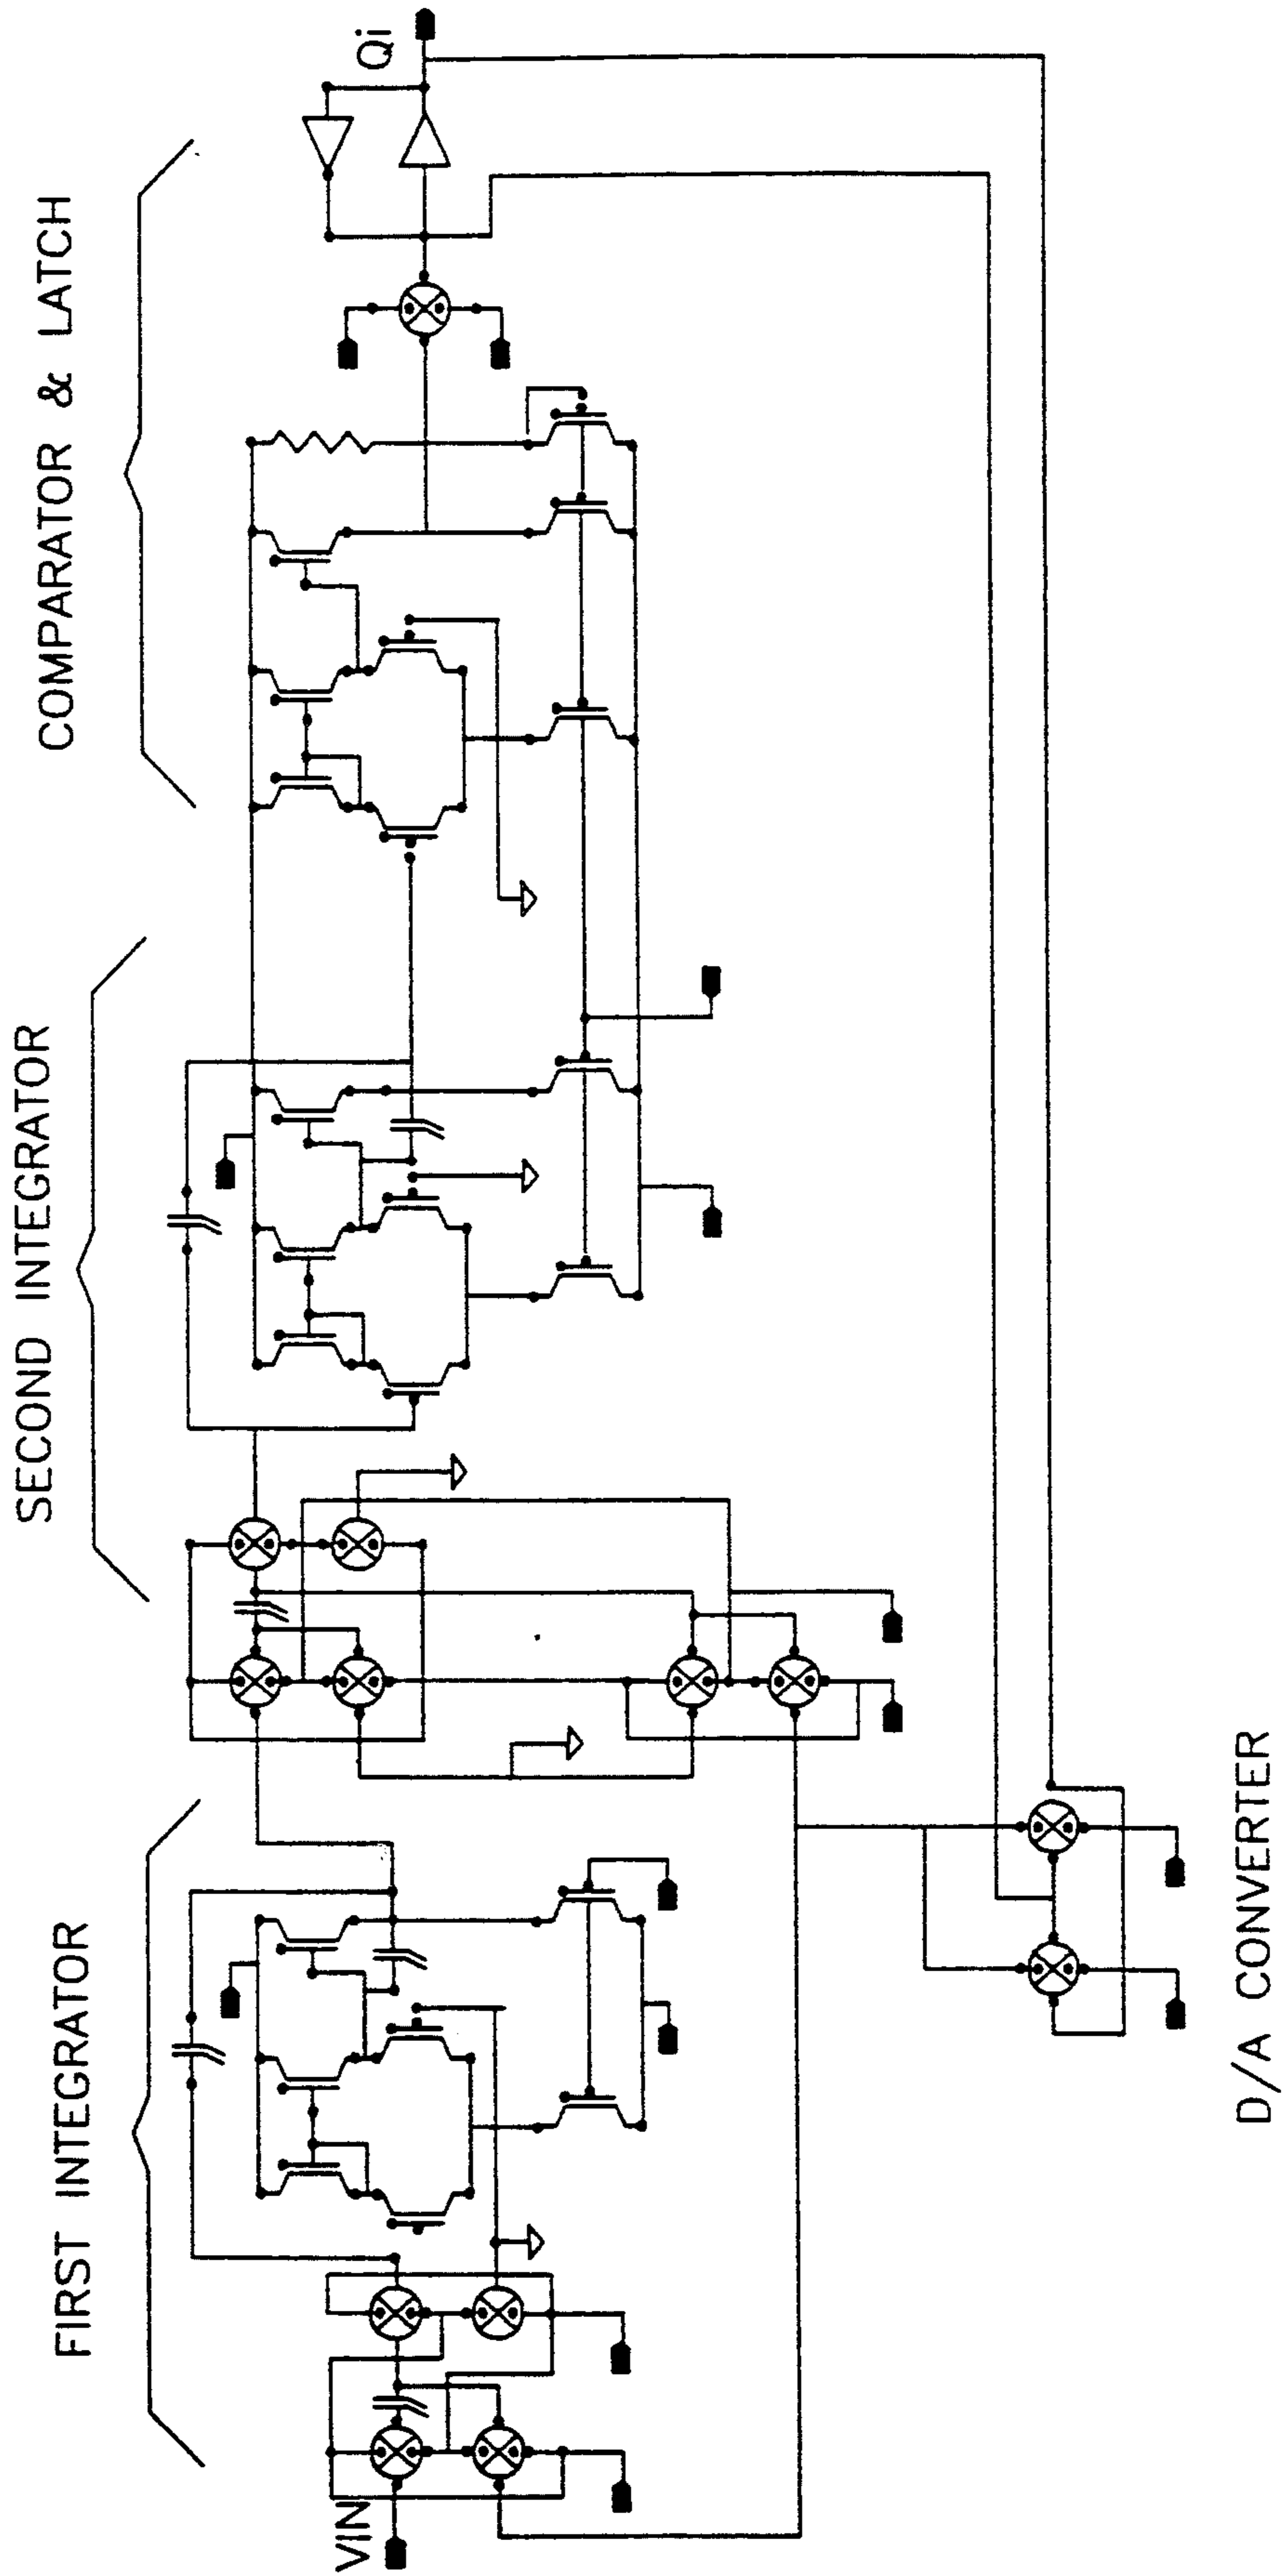 VIN
FIRST INTEGRATOR
SECOND INTEGRATOR
COMPARATOR & LATCH
Qi
D/A CONVERTER